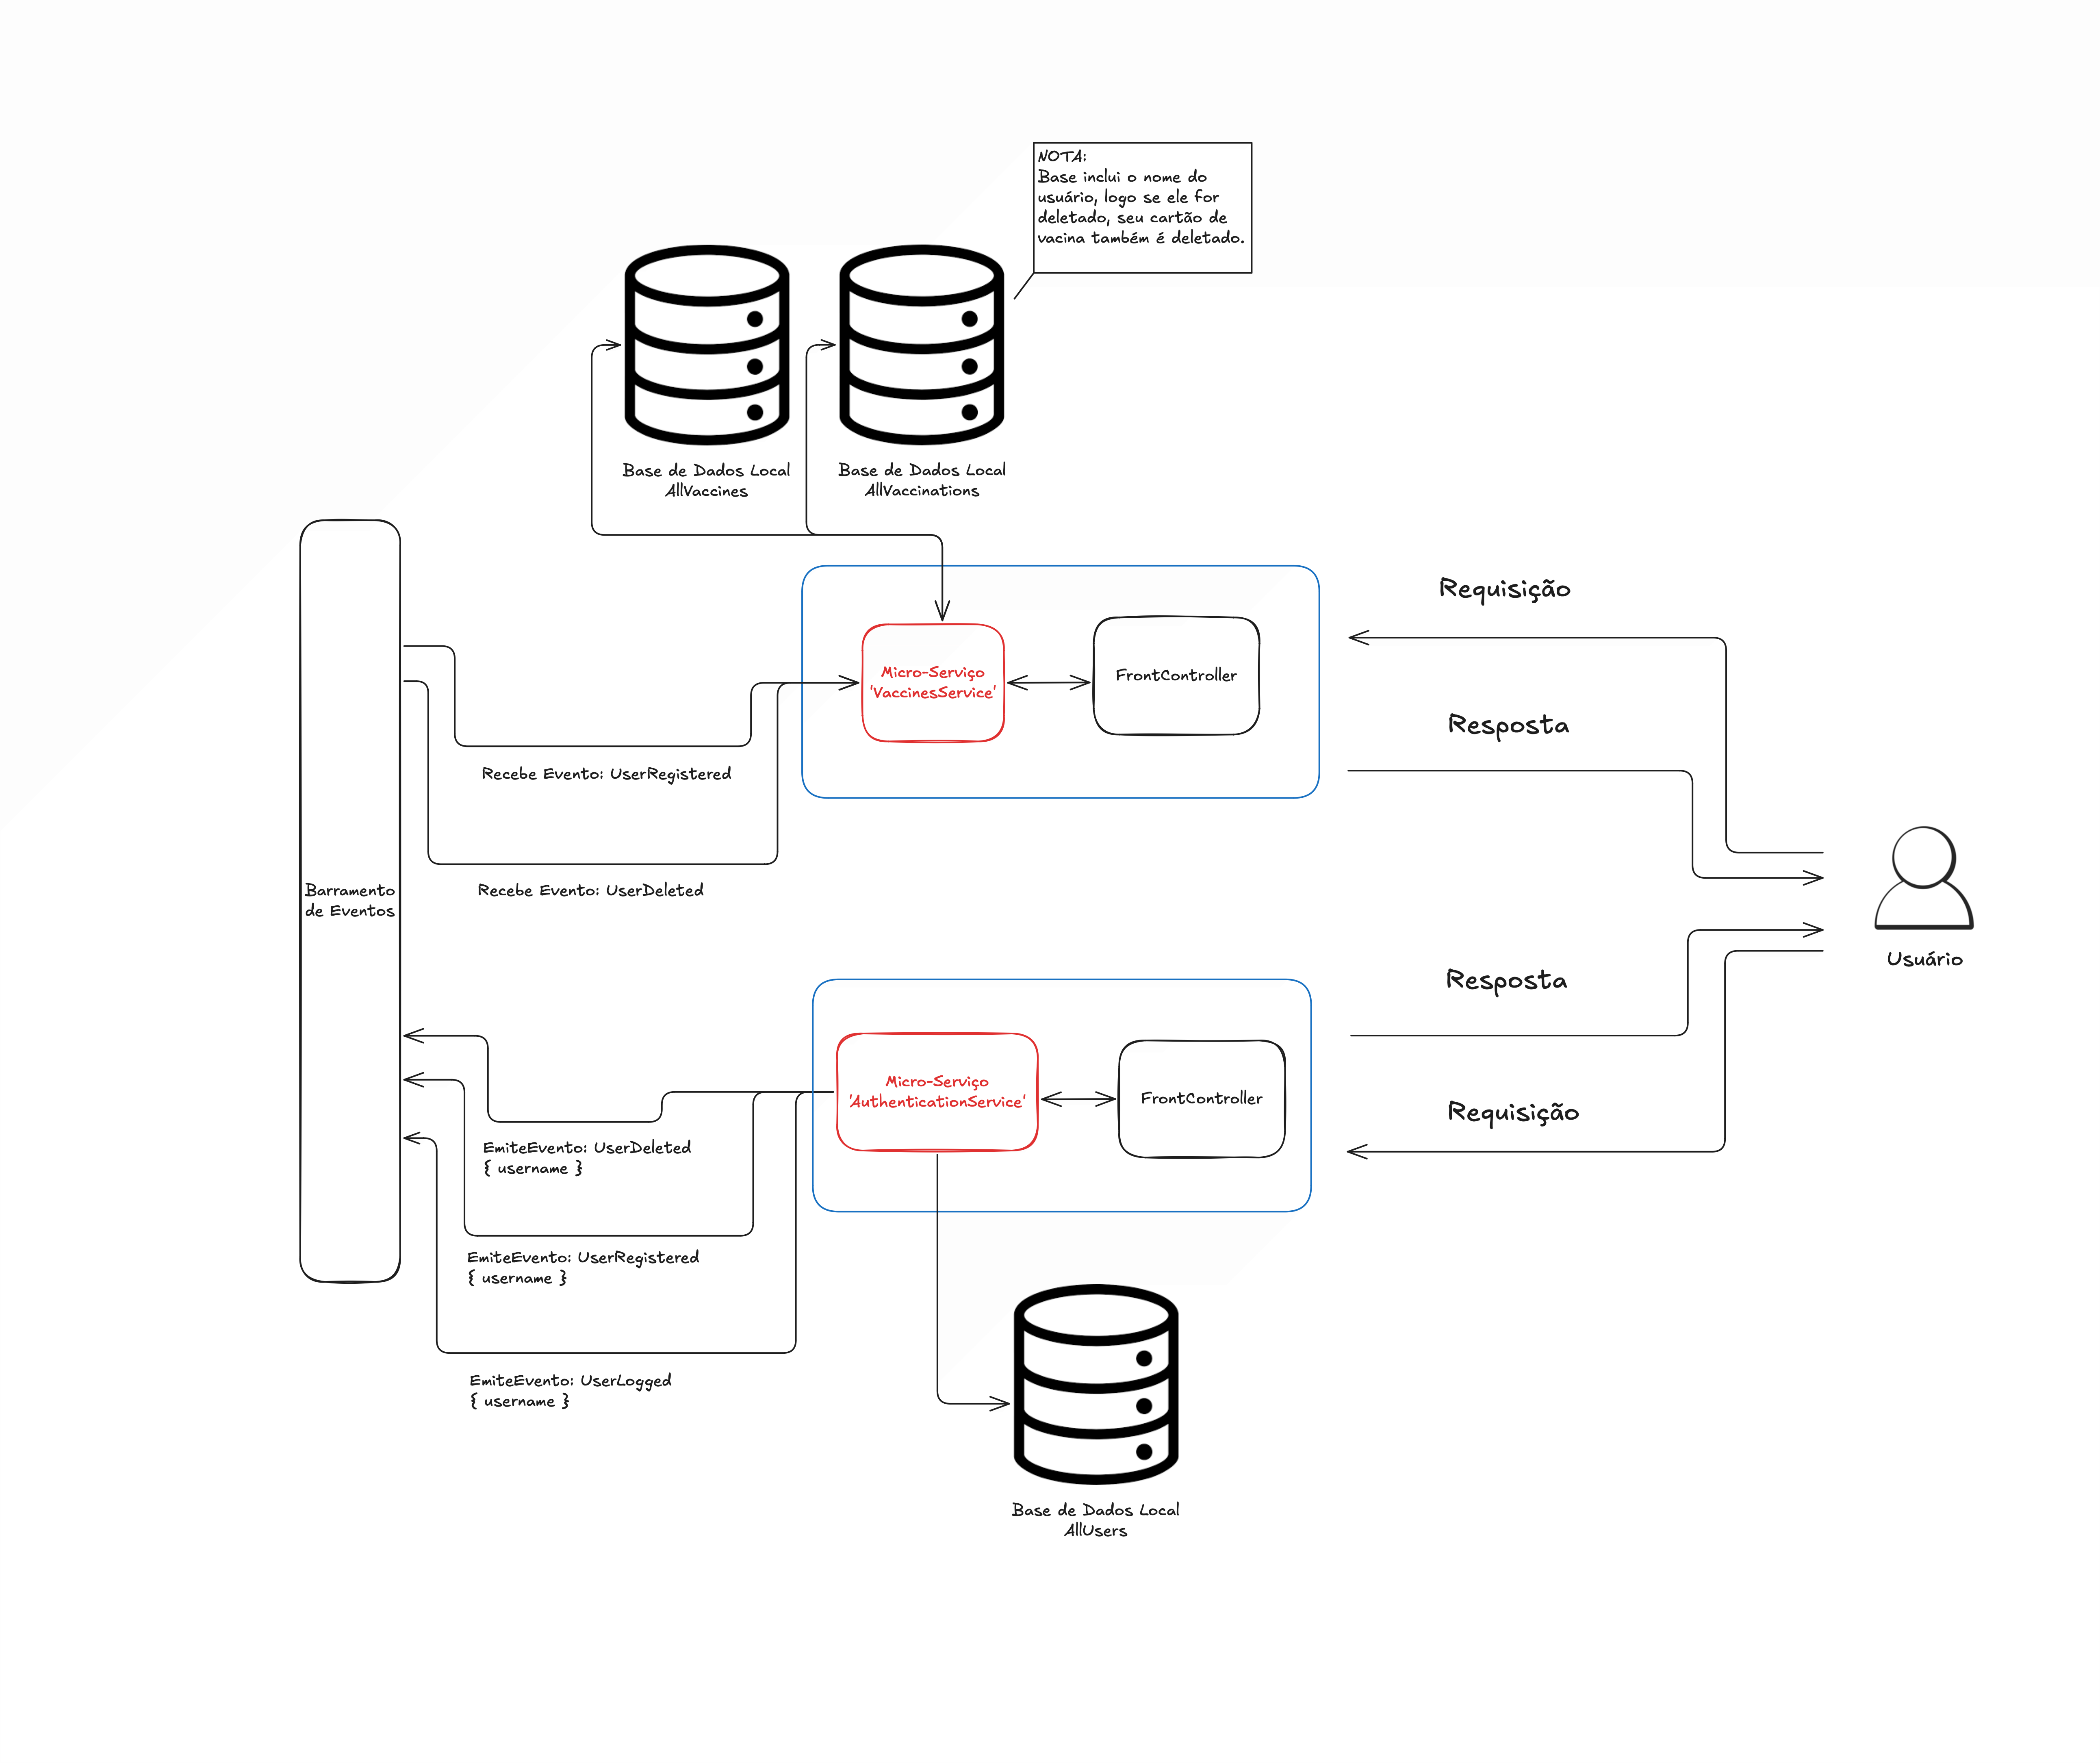 NOTA:
Base inclui o nome do
usuário, logo se ele for
deletado, seu cartão de
vacina também é deletado.
Base de Dados Local
AllVaccines
Base de Dados Local
AllVaccinations
Requisição
Micro-Serviço
'VaccinesService'
FrontController
Resposta
Recebe Evento: UserRegistered
Recebe Evento: UserDeleted
Barramento
de Eventos
Usuário
Resposta
Micro-Serviço
'AuthenticationService'
FrontController
Requisição
EmiteEvento: UserDeleted
{ username }
EmiteEvento: UserRegistered
{ username }
EmiteEvento: UserLogged
{ username }
Base de Dados Local
AllUsers